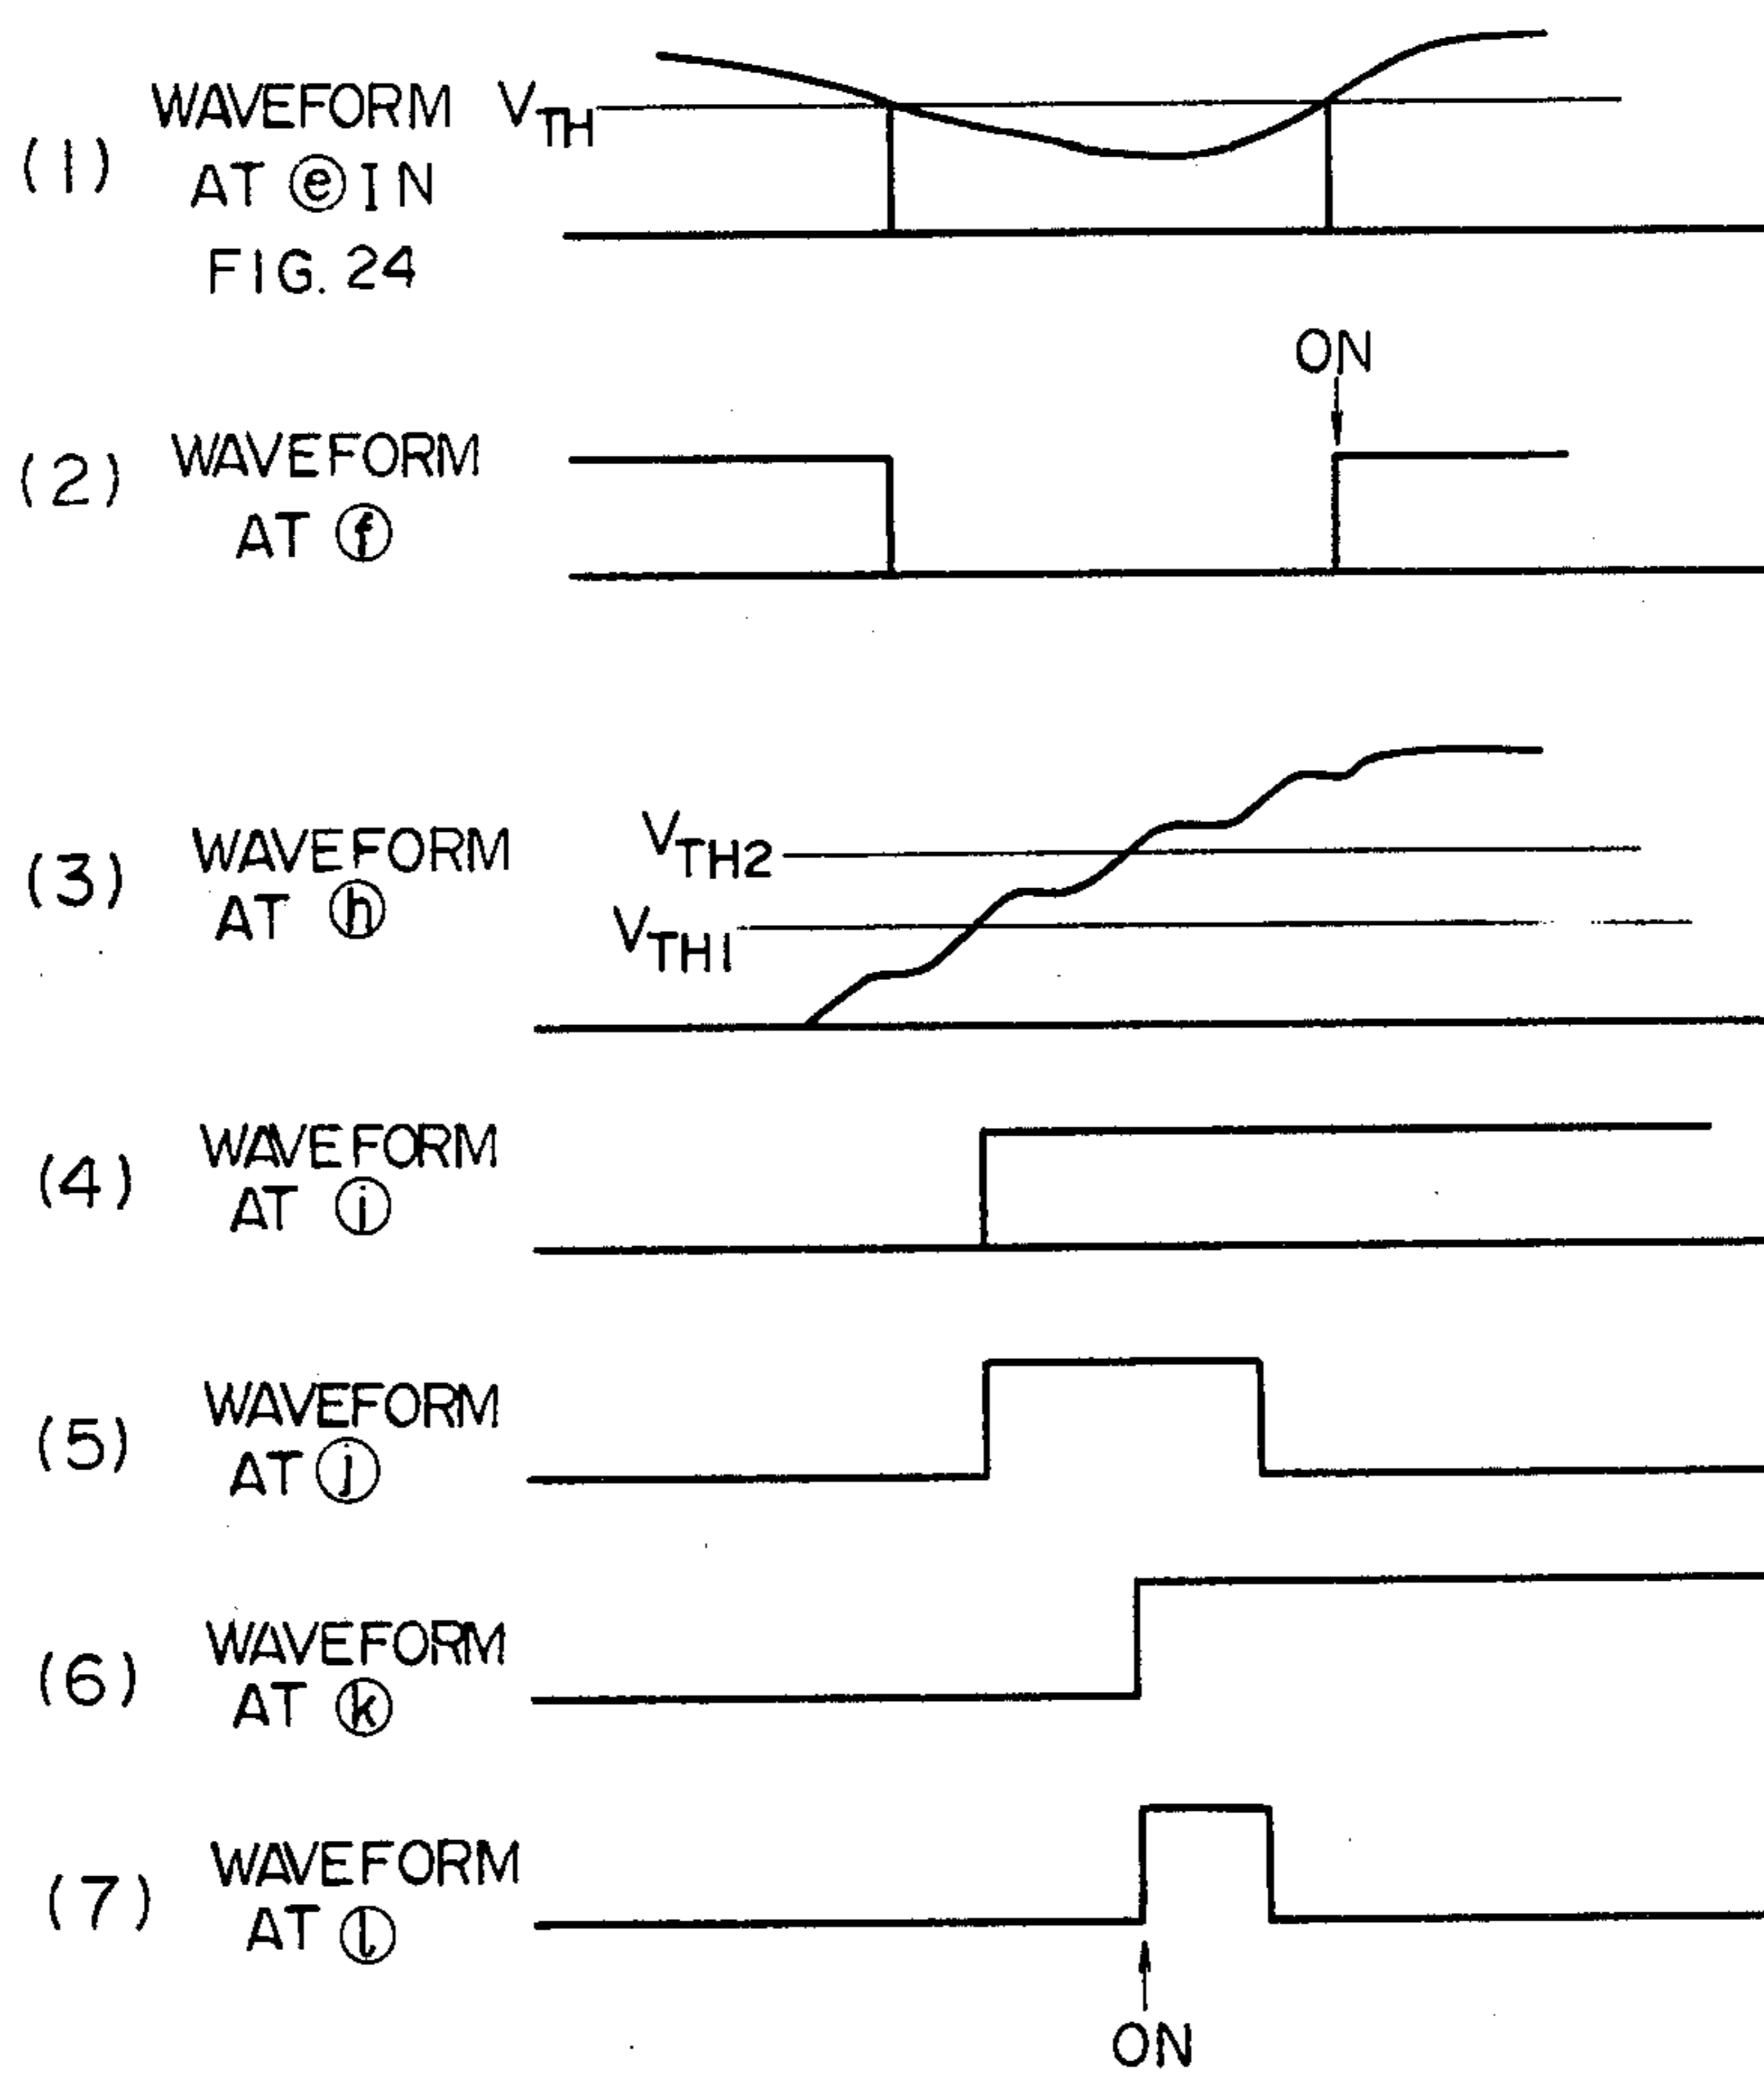 (1) WAVEFORM AT ⓔ IN FIG. 24
V_TH
ON
(2) WAVEFORM AT ⓕ
(3) WAVEFORM AT ⓗ
V_TH2
V_TH1
(4) WAVEFORM AT ⓘ
(5) WAVEFORM AT ⓙ
(6) WAVEFORM AT ⓚ
(7) WAVEFORM AT ⓛ
ON